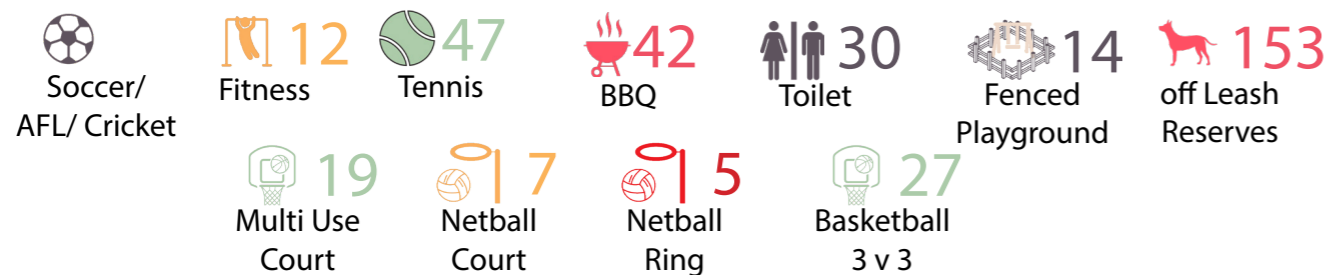 12
47
42
30
14
153
Soccer/
AFL/ Cricket
Fitness
Tennis
BBQ
Toilet
Fenced
Playground
off Leash
Reserves
19
7
5
27
Multi Use
Court
Netball
Court
Netball
Ring
Basketball
3 v 3